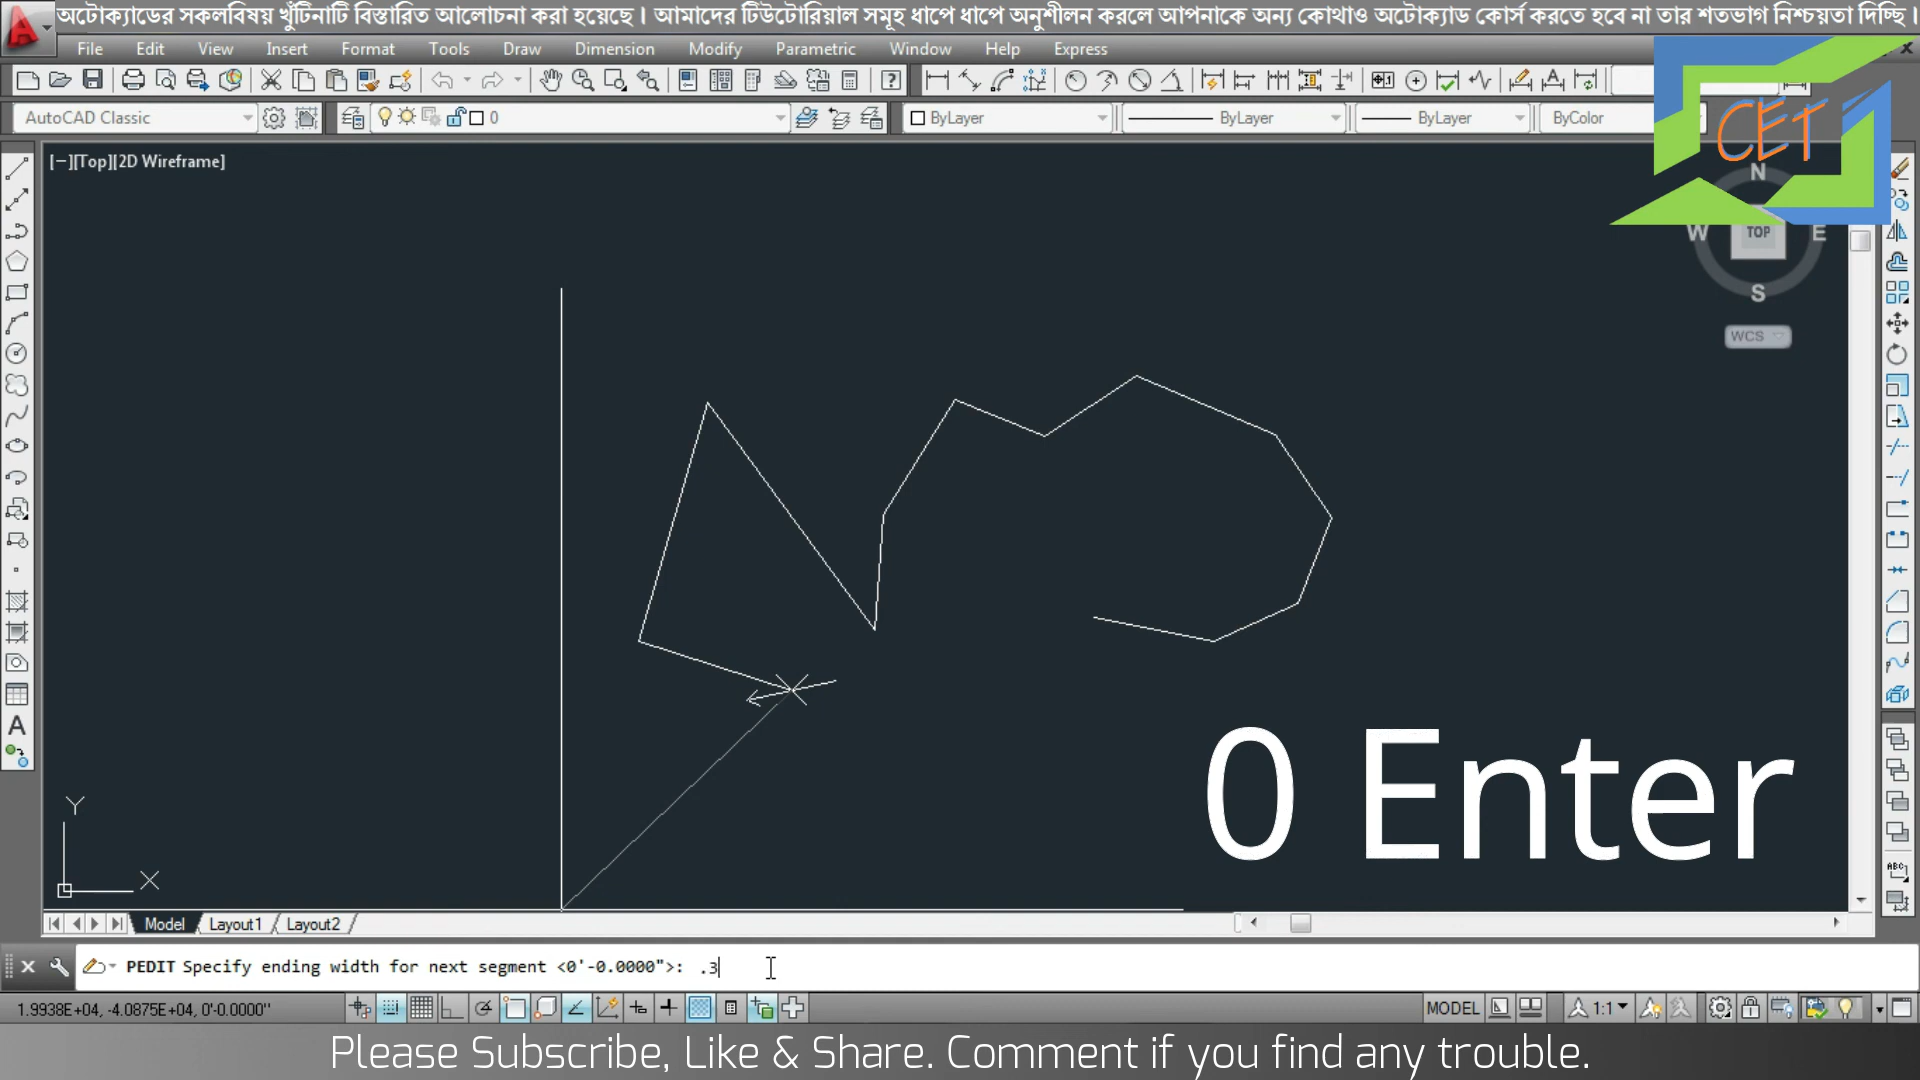 অটোক্যাডের সকলবিষয় খুঁটিনাটি বিস্তারিত আলোচনা করা হয়েছে। আমাদের টিউটোরিয়াল সমূহ ধাপে ধাপে অনুশীলন করলে আপনাকে অন্য কোথাও অটোক্যাড কোর্স করতে হবে না তার শতভাগ নিশ্চয়তা দিচ্ছি।
File Edit View Insert Format Tools Draw Dimension Modify Parametric Window Help Express
AutoCAD Classic 0 ByLayer ByLayer ByLayer ByColor
CET
[−][Top][2D Wireframe]
N
W TOP E
S
WCS
0 Enter
Y
X
A
ABC
Model Layout1 Layout2
PEDIT Specify ending width for next segment <0'-0.0000">: .3
1.9938E+04, -4.0875E+04, 0'-0.0000" MODEL 1:1
Please Subscribe, Like & Share. Comment if you find any trouble.